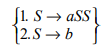 1. S → aSS
2. S → b